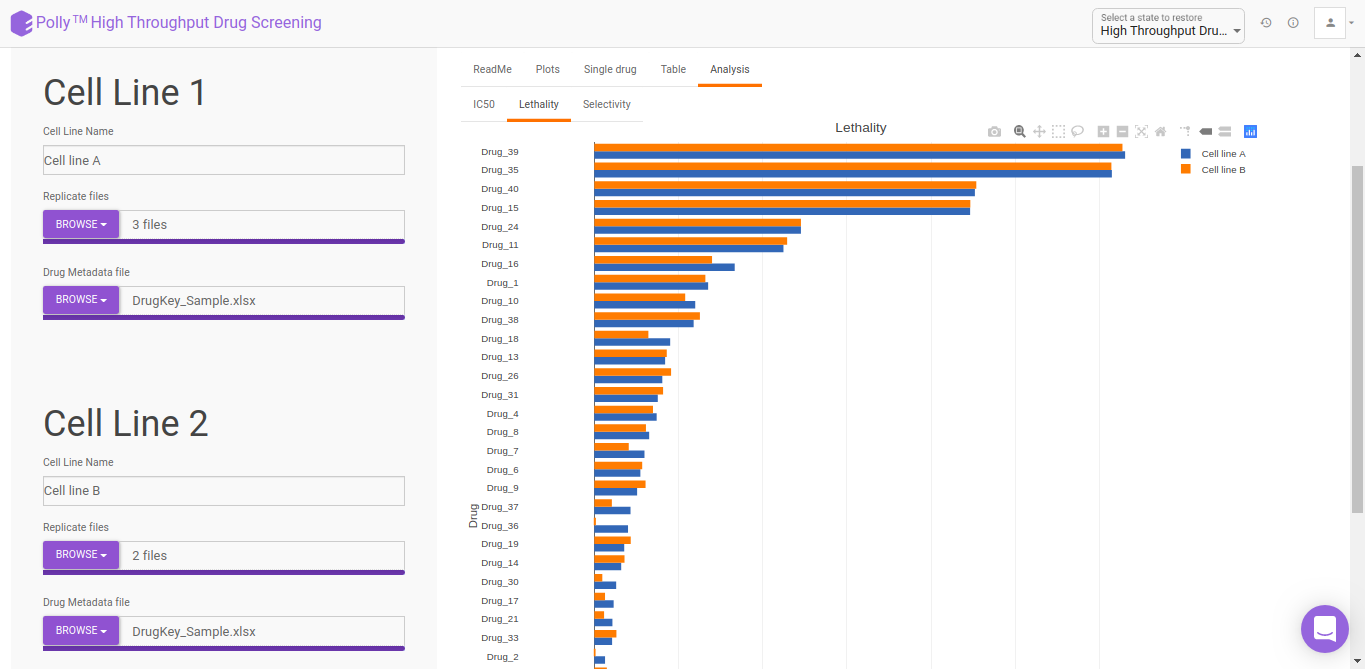 Polly™ High Throughput Drug Screening
Select a state to restore
High Throughput Dru...
Cell Line 1
Cell Line Name
Cell line A
Replicate files
BROWSE
3 files
Drug Metadata file
BROWSE
DrugKey_Sample.xlsx
Cell Line 2
Cell Line Name
Cell line B
Replicate files
BROWSE
2 files
Drug Metadata file
BROWSE
DrugKey_Sample.xlsx
ReadMe
Plots
Single drug
Table
Analysis
IC50
Lethality
Selectivity
Lethality
Cell line A
Cell line B
Drug
Drug_39
Drug_35
Drug_40
Drug_15
Drug_24
Drug_11
Drug_16
Drug_1
Drug_10
Drug_38
Drug_18
Drug_13
Drug_26
Drug_31
Drug_4
Drug_8
Drug_7
Drug_6
Drug_9
Drug_37
Drug_36
Drug_19
Drug_14
Drug_30
Drug_17
Drug_21
Drug_33
Drug_2